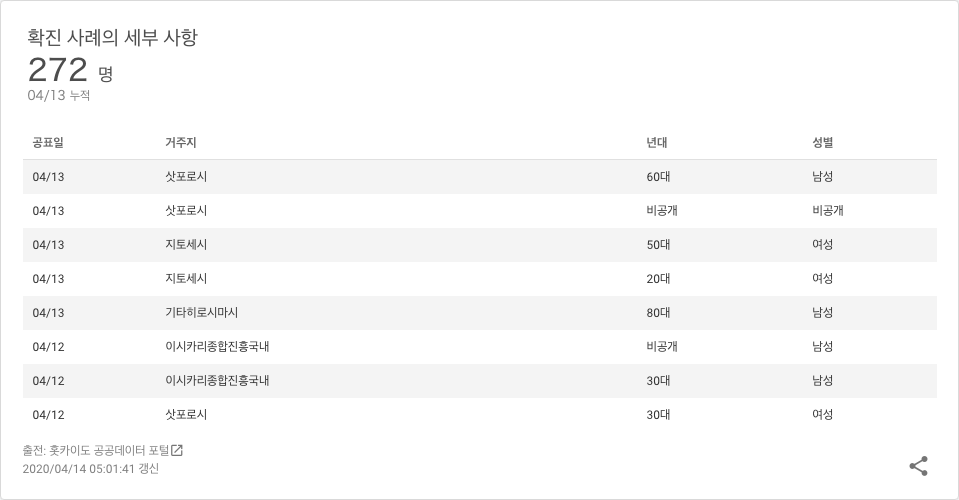 확진 사례의 세부 사항
272 명
04/13 누적
공표일 거주지 년대 성별
04/13 삿포로시 60대 남성
04/13 삿포로시 비공개 비공개
04/13 지토세시 50대 여성
04/13 지토세시 20대 여성
04/13 기타히로시마시 80대 남성
04/12 이시카리종합진흥국내 비공개 남성
04/12 이시카리종합진흥국내 30대 남성
04/12 삿포로시 30대 여성
출전: 홋카이도 공공데이터 포털
2020/04/14 05:01:41 갱신